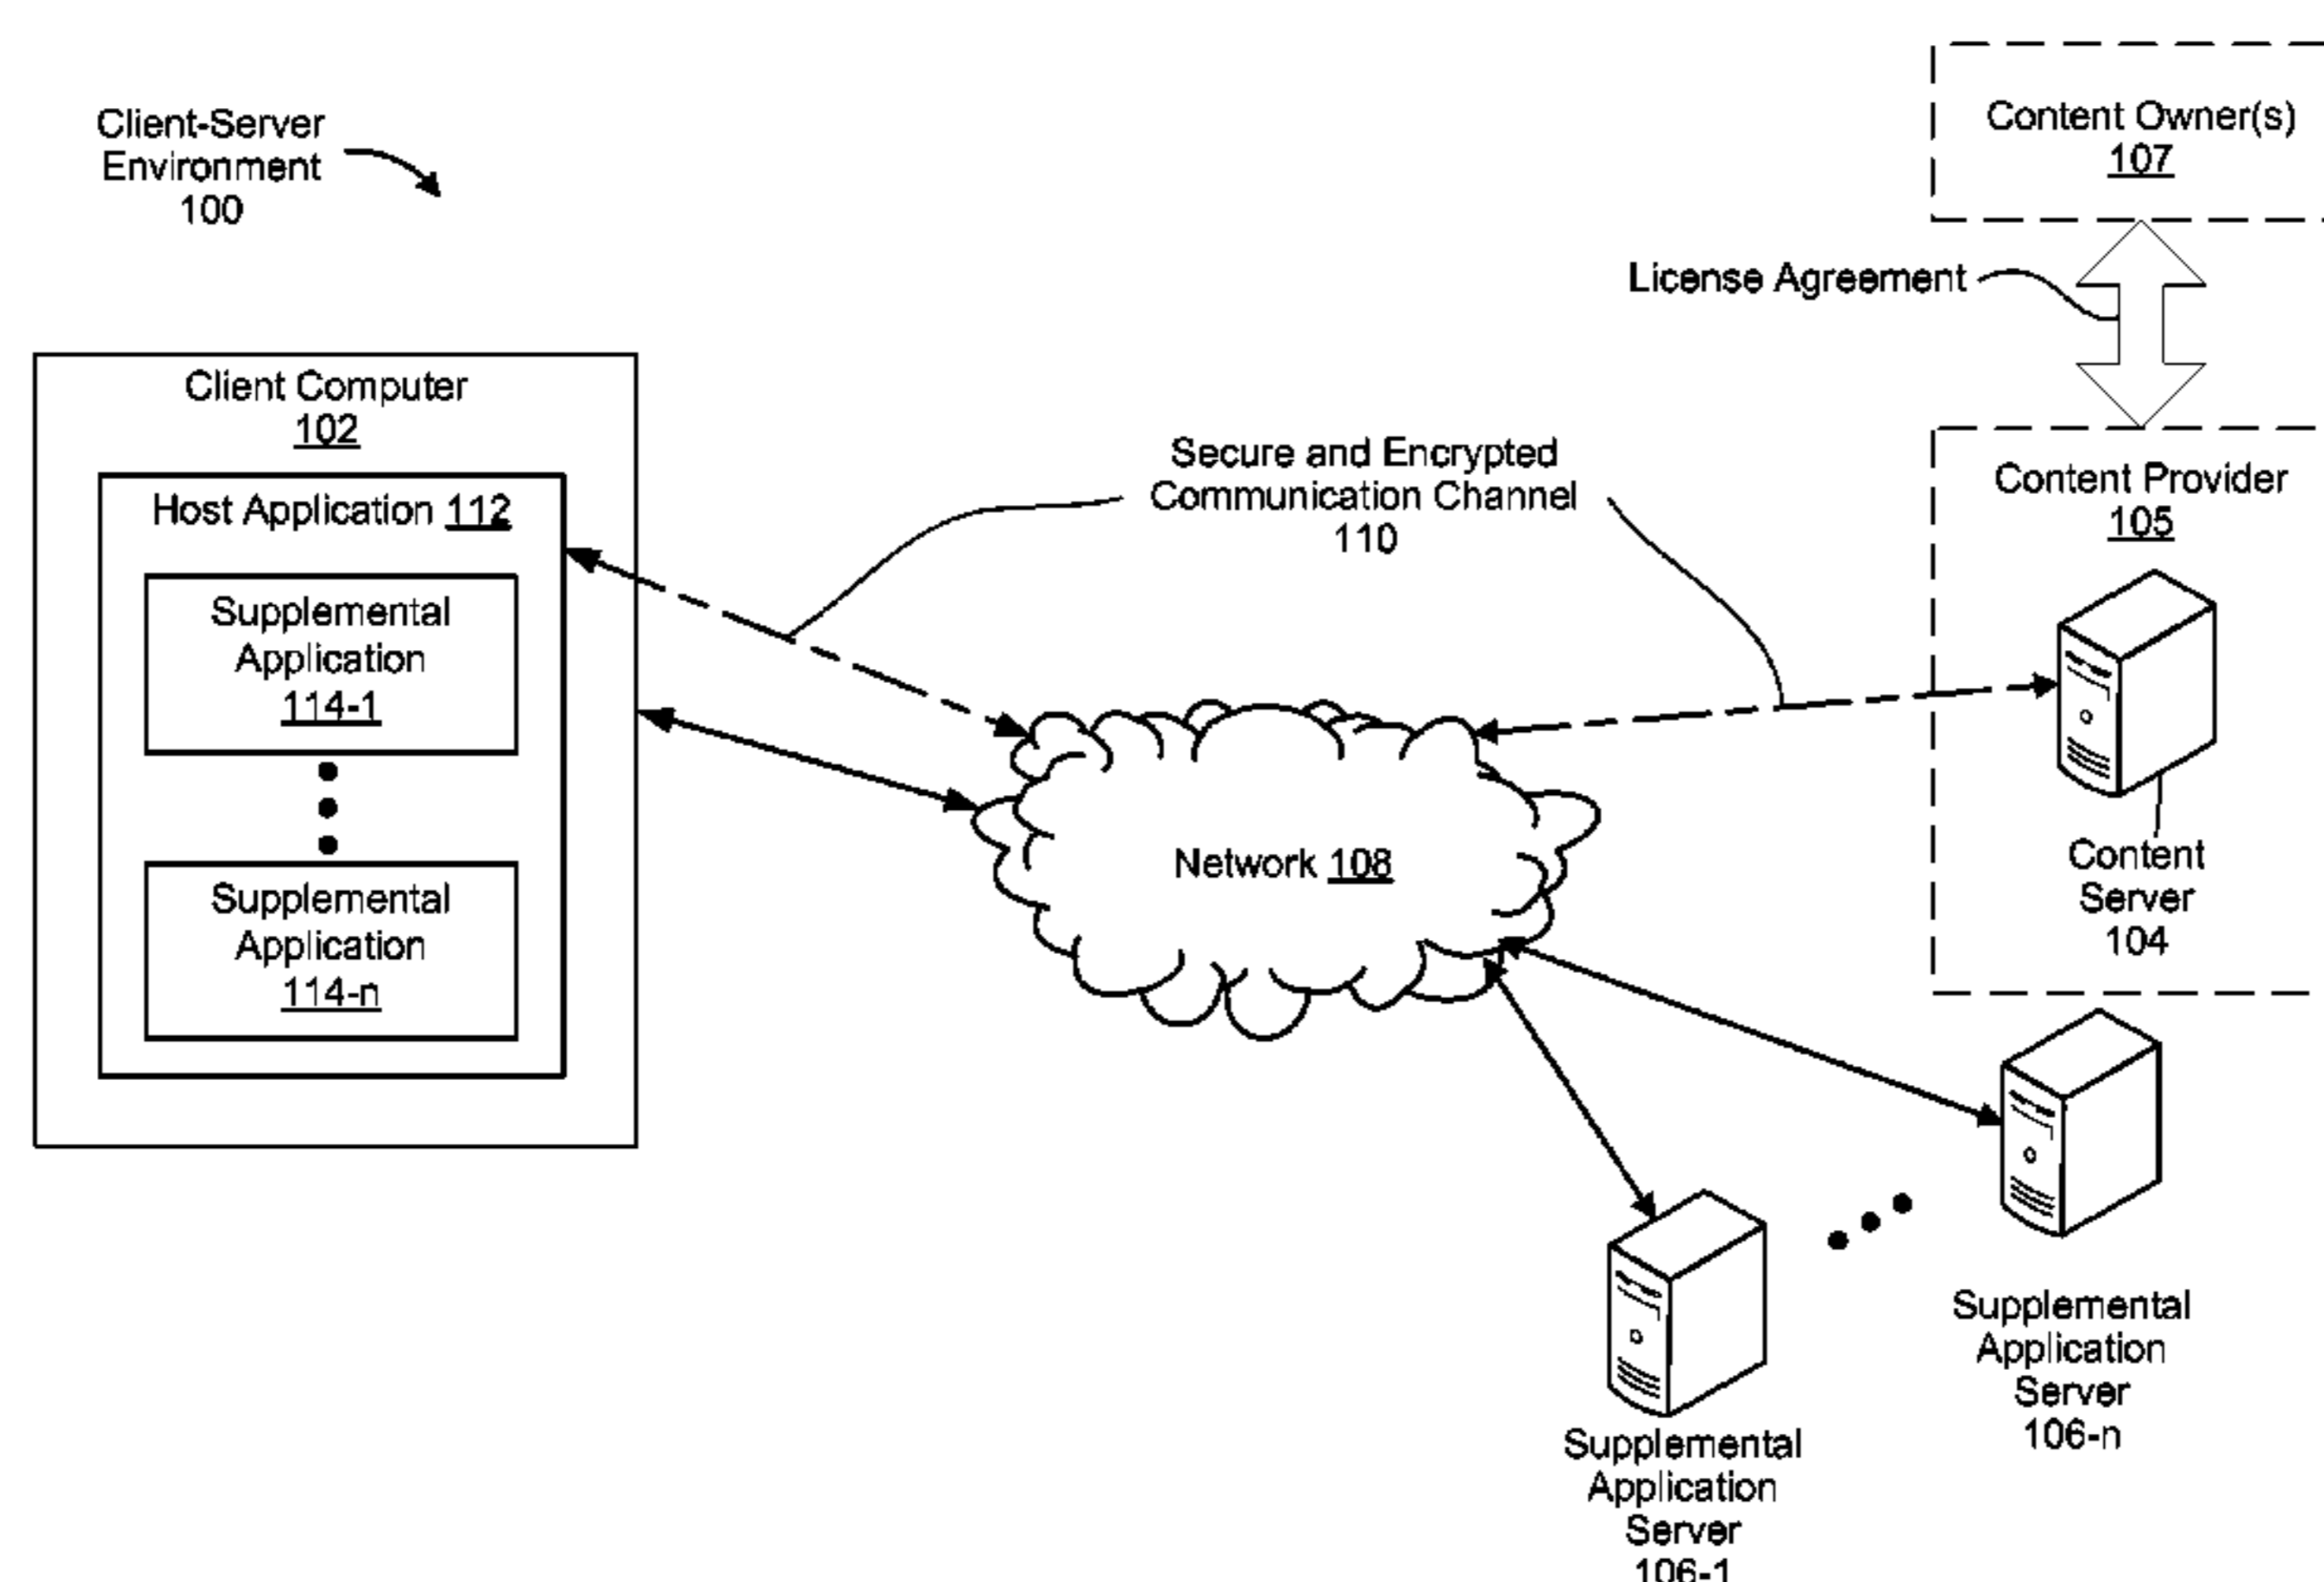 Client-Server
Environment
100
Content Owner(s)
107
License Agreement
Client Computer
102
Host Application 112
Supplemental
Application
114-1
Supplemental
Application
114-n
Secure and Encrypted
Communication Channel
110
Content Provider
105
Content
Server
104
Network 108
Supplemental
Application
Server
106-n
Supplemental
Application
Server
106-1